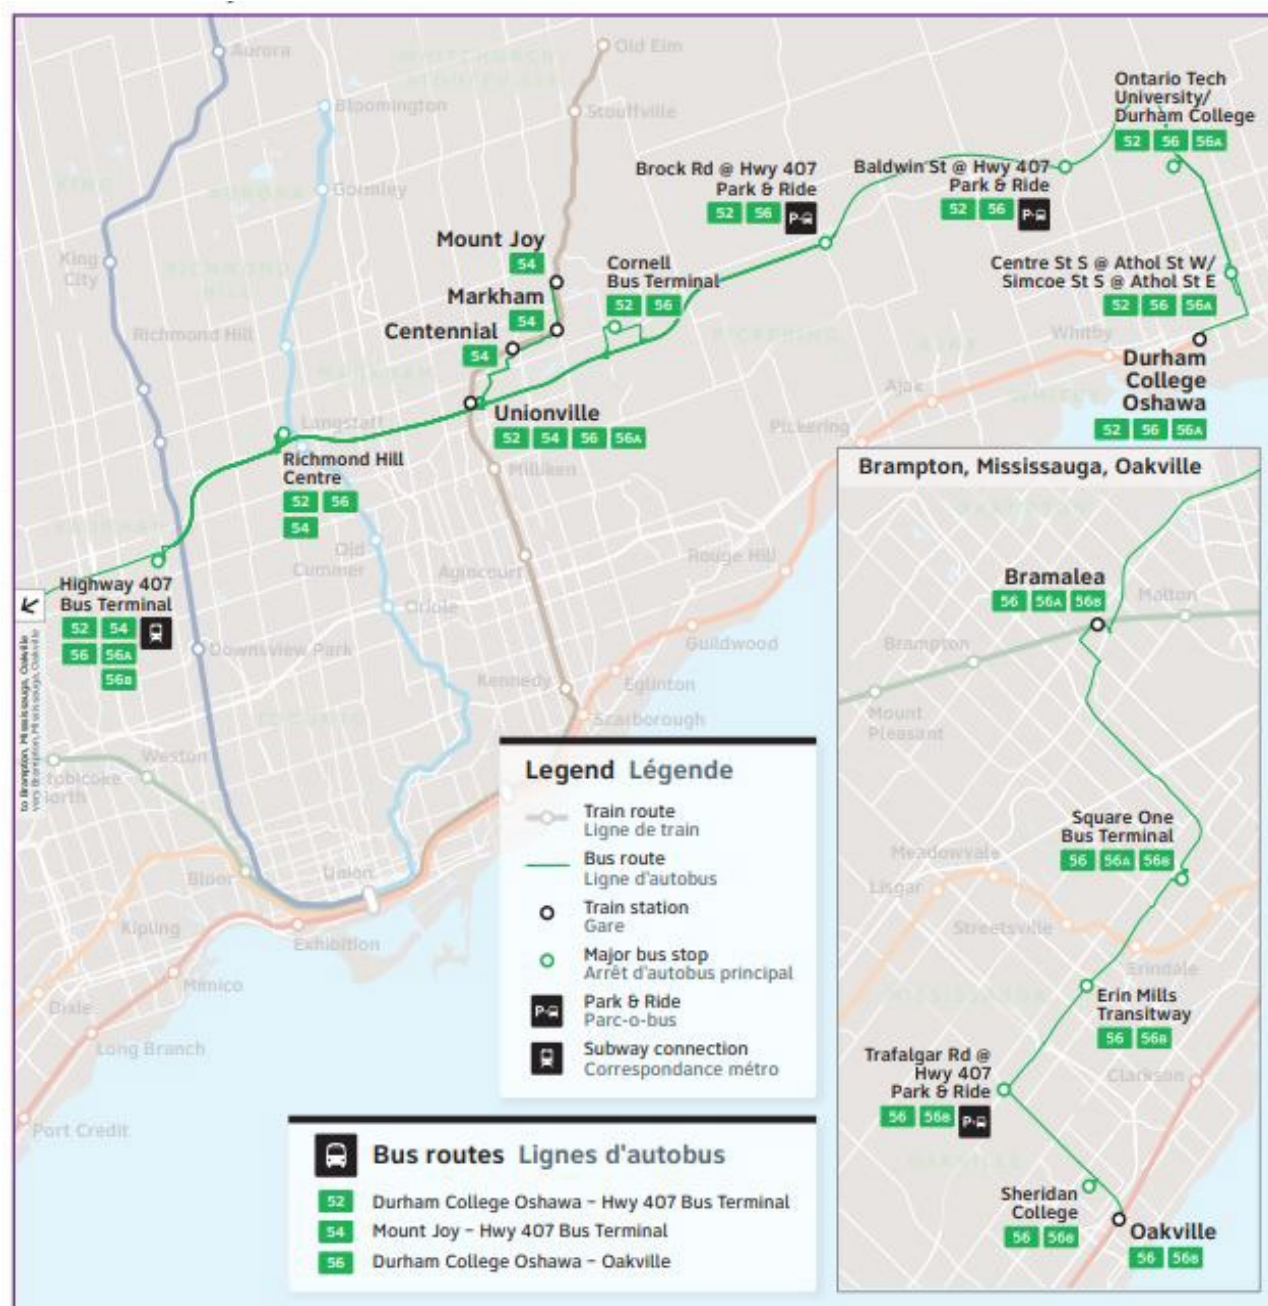 Aurora
Old Elm
Bloomington
Stouffville
Gormley
King
City
Richmond Hill
Langstaff
Ontario Tech
University/
Durham College
52 56 56A
Brock Rd @ Hwy 407
Park & Ride
52 56 P
Baldwin St @ Hwy 407
Park & Ride
52 56 P
Mount Joy
54
Markham
54
Centennial
54
Cornell
Bus Terminal
52 56
Centre St S @ Athol St W/
Simcoe St S @ Athol St E
52 56 56A
Whitby
Ajax
Pickering
Durham
College
Oshawa
52 56 56A
Unionville
52 54 56 56A
Milliken
Richmond Hill
Centre
52 56
54
Old
Cummer
Agincourt
Rouge Hill
Oriole
Guildwood
Highway 407
Bus Terminal
52 54
56 56A
56B
to Brampton, Mississauga, Oakville
vers Brampton, Mississauga, Oakville
Downsview Park
Kennedy
Eglinton
Scarborough
Weston
Etobicoke
North
Bloor
Union
Kipling
Exhibition
Mimico
Dixie
Long Branch
Port Credit
Brampton, Mississauga, Oakville
Bramalea
56 56A 56B
Malton
Brampton
Mount
Pleasant
Square One
Bus Terminal
56 56A 56B
Meadowvale
Lisgar
Streetsville
Erindale
Erin Mills
Transitway
56 56B
Trafalgar Rd @
Hwy 407
Park & Ride
56 56B P
Clarkson
Sheridan
College
56 56B
Oakville
56 56B
Legend Légende
Train route
Ligne de train
Bus route
Ligne d'autobus
Train station
Gare
Major bus stop
Arrêt d'autobus principal
P Park & Ride
Parc-o-bus
Subway connection
Correspondance métro
Bus routes Lignes d'autobus
52 Durham College Oshawa – Hwy 407 Bus Terminal
54 Mount Joy – Hwy 407 Bus Terminal
56 Durham College Oshawa – Oakville